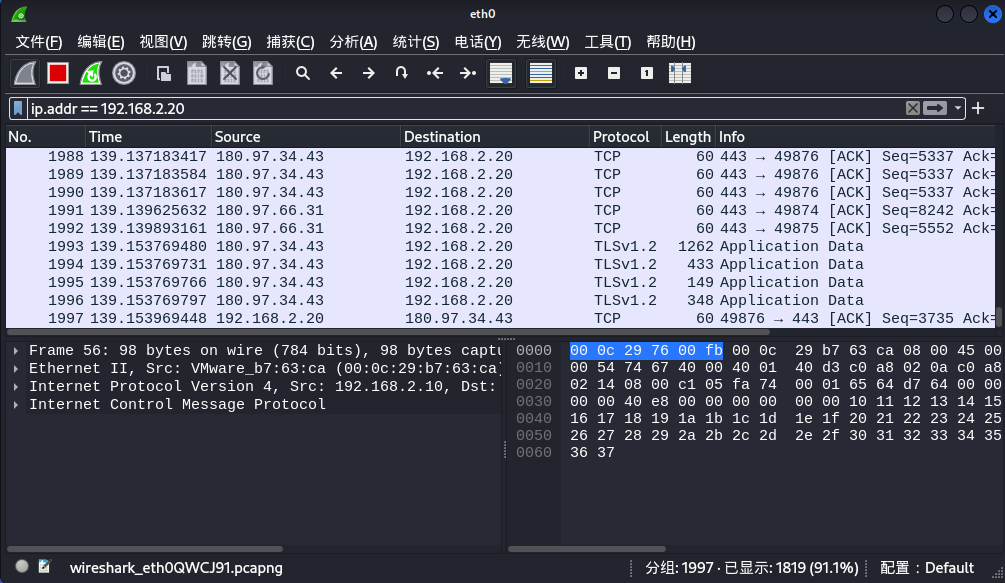 eth0
文件(F) 编辑(E) 视图(V) 跳转(G) 捕获(C) 分析(A) 统计(S) 电话(Y) 无线(W) 工具(T) 帮助(H)
ip.addr == 192.168.2.20
No. Time Source Destination Protocol Length Info
1988 139.137183417 180.97.34.43 192.168.2.20 TCP 60 443 → 49876 [ACK] Seq=5337 Ack=
1989 139.137183584 180.97.34.43 192.168.2.20 TCP 60 443 → 49876 [ACK] Seq=5337 Ack=
1990 139.137183617 180.97.34.43 192.168.2.20 TCP 60 443 → 49876 [ACK] Seq=5337 Ack=
1991 139.139625632 180.97.66.31 192.168.2.20 TCP 60 443 → 49874 [ACK] Seq=8242 Ack=
1992 139.139893161 180.97.66.31 192.168.2.20 TCP 60 443 → 49875 [ACK] Seq=5552 Ack=
1993 139.153769480 180.97.34.43 192.168.2.20 TLSv1.2 1262 Application Data
1994 139.153769731 180.97.34.43 192.168.2.20 TLSv1.2 433 Application Data
1995 139.153769766 180.97.34.43 192.168.2.20 TLSv1.2 149 Application Data
1996 139.153769797 180.97.34.43 192.168.2.20 TLSv1.2 348 Application Data
1997 139.153969448 192.168.2.20 180.97.34.43 TCP 60 49876 → 443 [ACK] Seq=3735 Ack=
Frame 56: 98 bytes on wire (784 bits), 98 bytes captu
Ethernet II, Src: VMware_b7:63:ca (00:0c:29:b7:63:ca)
Internet Protocol Version 4, Src: 192.168.2.10, Dst:
Internet Control Message Protocol
0000 00 0c 29 76 00 fb 00 0c 29 b7 63 ca 08 00 45 00
0010 00 54 74 67 40 00 40 01 40 d3 c0 a8 02 0a c0 a8
0020 02 14 08 00 c1 05 fa 74 00 01 65 64 d7 64 00 00
0030 00 00 40 e8 00 00 00 00 00 00 10 11 12 13 14 15
0040 16 17 18 19 1a 1b 1c 1d 1e 1f 20 21 22 23 24 25
0050 26 27 28 29 2a 2b 2c 2d 2e 2f 30 31 32 33 34 35
0060 36 37
wireshark_eth0QWCJ91.pcapng 分组: 1997 · 已显示: 1819 (91.1%) 配置：Default